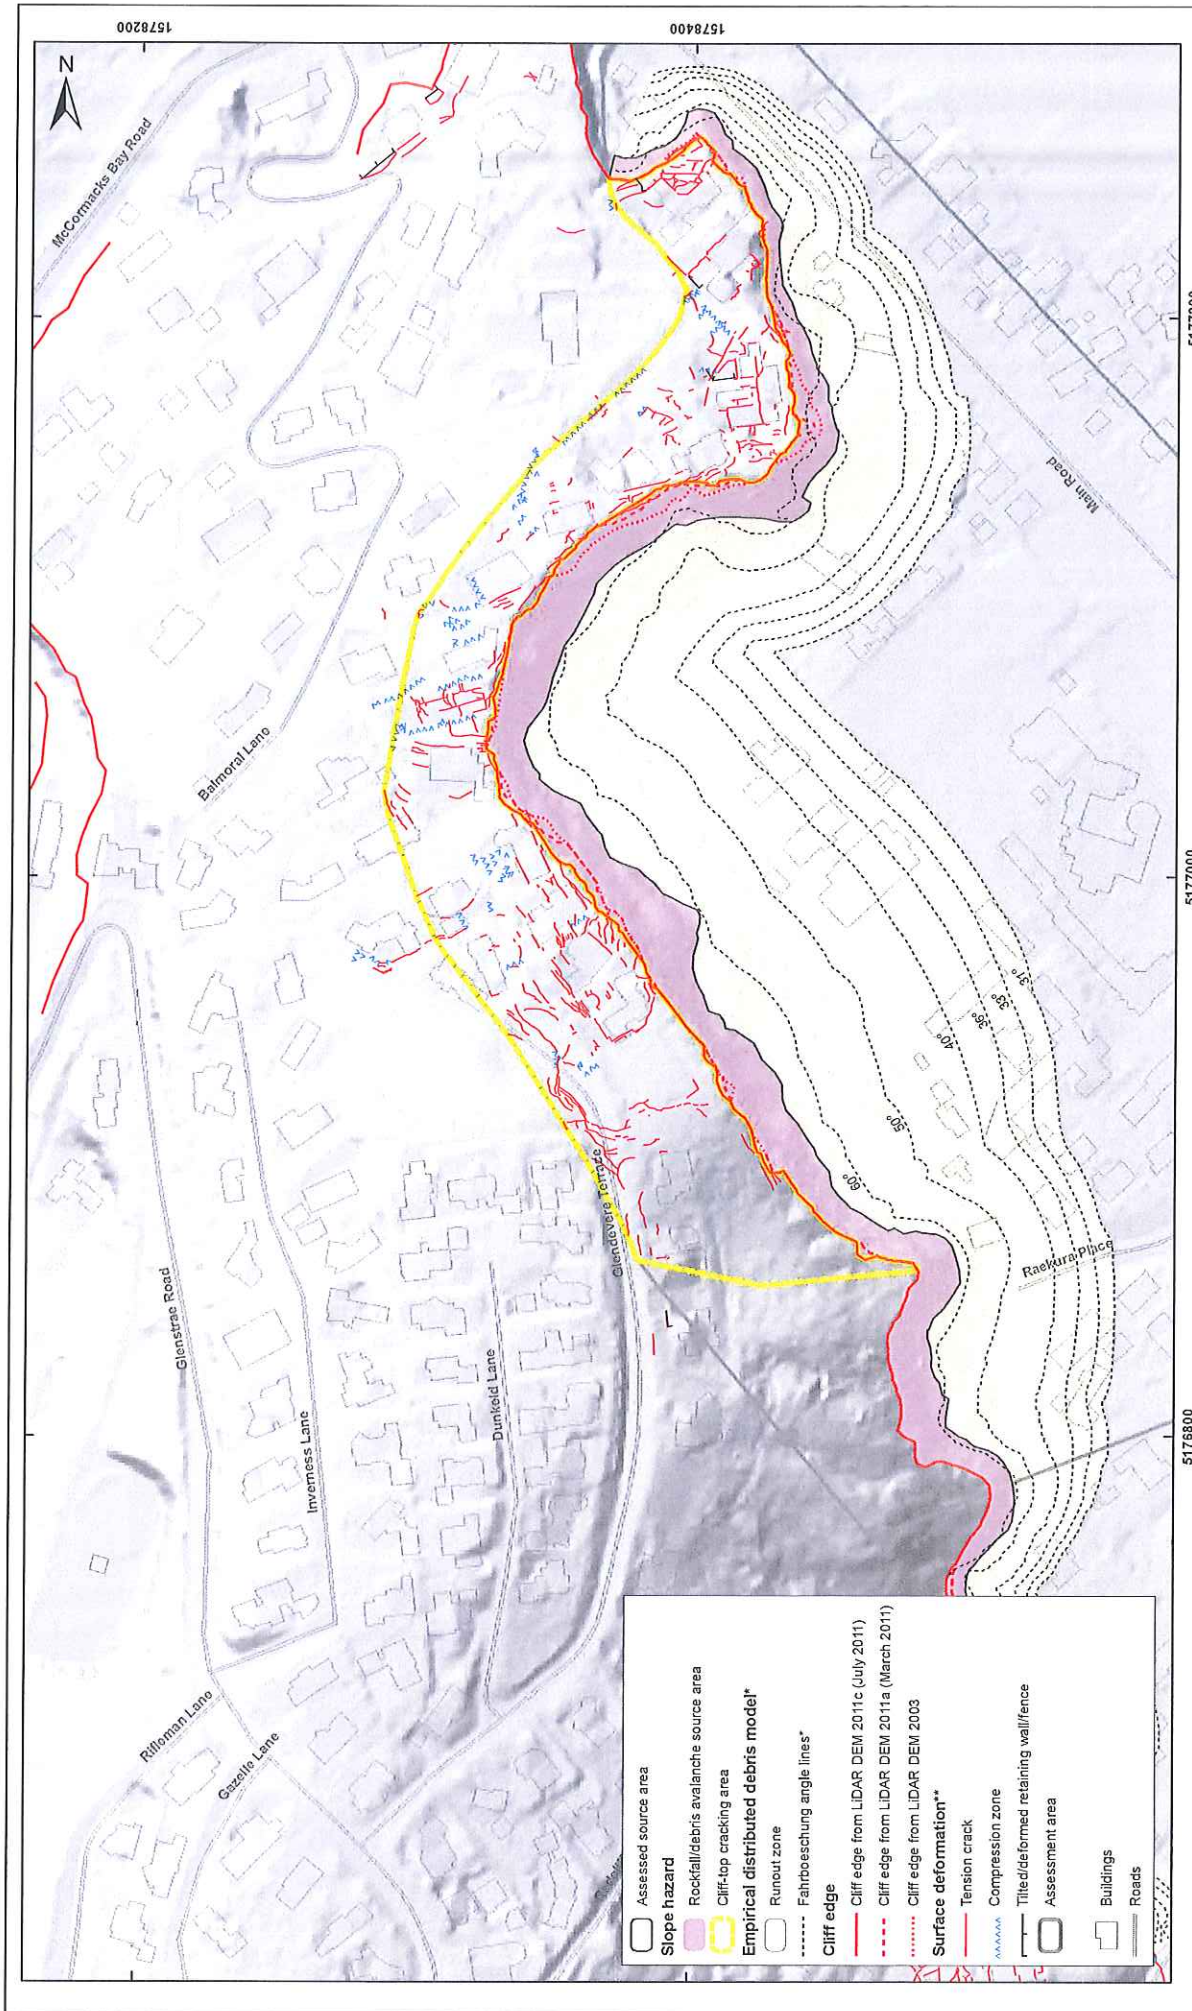 1578200
1578400
N
McCormacks Bay Road
Balmoral Lane
Main Road
5177000
Glenstrae Road
Inverness Lane
Dunkeld Lane
Glendevere Terrace
Raekura Place
60°
50°
40°
36°
33°
31°
5176800
Rifleman Lane
Gazelle Lane
Assessed source area
Slope hazard
Rockfall/debris avalanche source area
Cliff-top cracking area
Empirical distributed debris model*
Runout zone
Fahrboeschung angle lines*
Cliff edge
Cliff edge from LiDAR DEM 2011c (July 2011)
Cliff edge from LiDAR DEM 2011a (March 2011)
Cliff edge from LiDAR DEM 2003
Surface deformation**
Tension crack
Compression zone
Tilted/deformed retaining wall/fence
Assessment area
Buildings
Roads